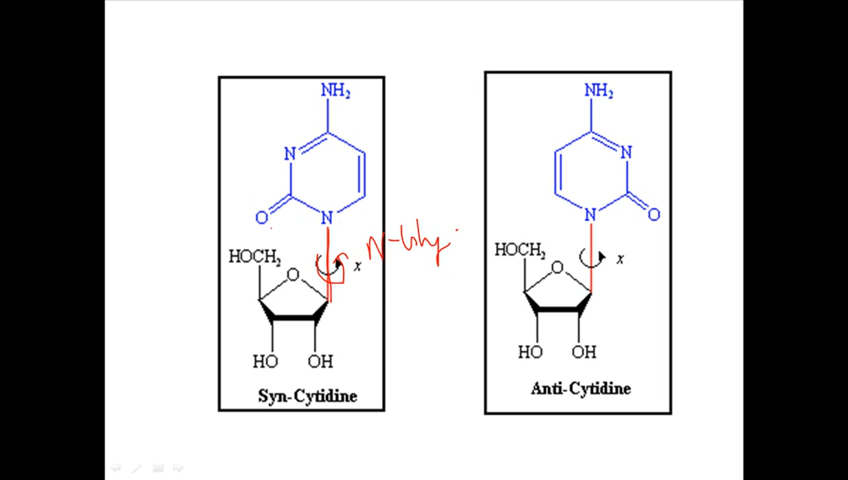 NH₂
N
O
N
HOCH₂
O
x
HO
OH
Syn-Cytidine
NH₂
N
N
O
HOCH₂
O
x
HO
OH
Anti-Cytidine